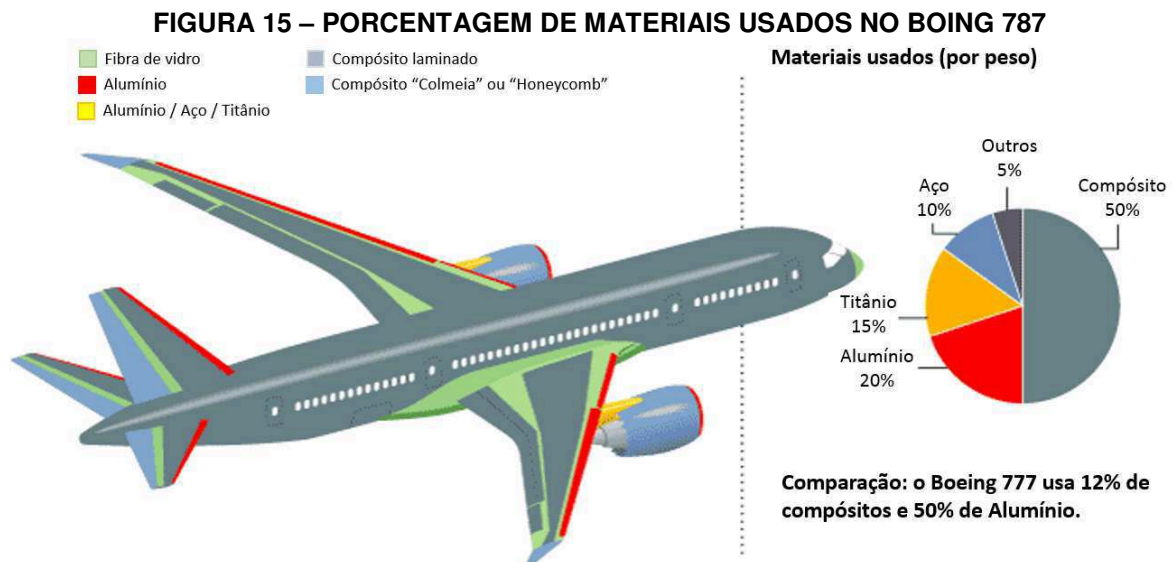 FIGURA 15 – PORCENTAGEM DE MATERIAIS USADOS NO BOEING 787
Fibra de vidro
Alumínio
Alumínio / Aço / Titânio
Compósito laminado
Compósito “Colmeia” ou “Honeycomb”
Materiais usados (por peso)
Outros
5%
Aço
10%
Compósito
50%
Titânio
15%
Alumínio
20%
Comparação: o Boeing 777 usa 12% de
compósitos e 50% de Alumínio.